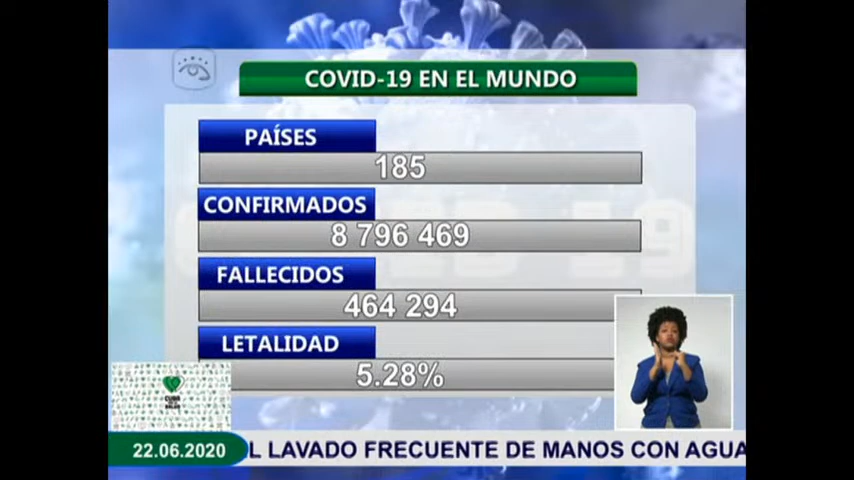 COVID-19 EN EL MUNDO
PAÍSES
185
CONFIRMADOS
8 796 469
FALLECIDOS
464 294
LETALIDAD
5.28%
CUBA
22.06.2020
L LAVADO FRECUENTE DE MANOS CON AGUA